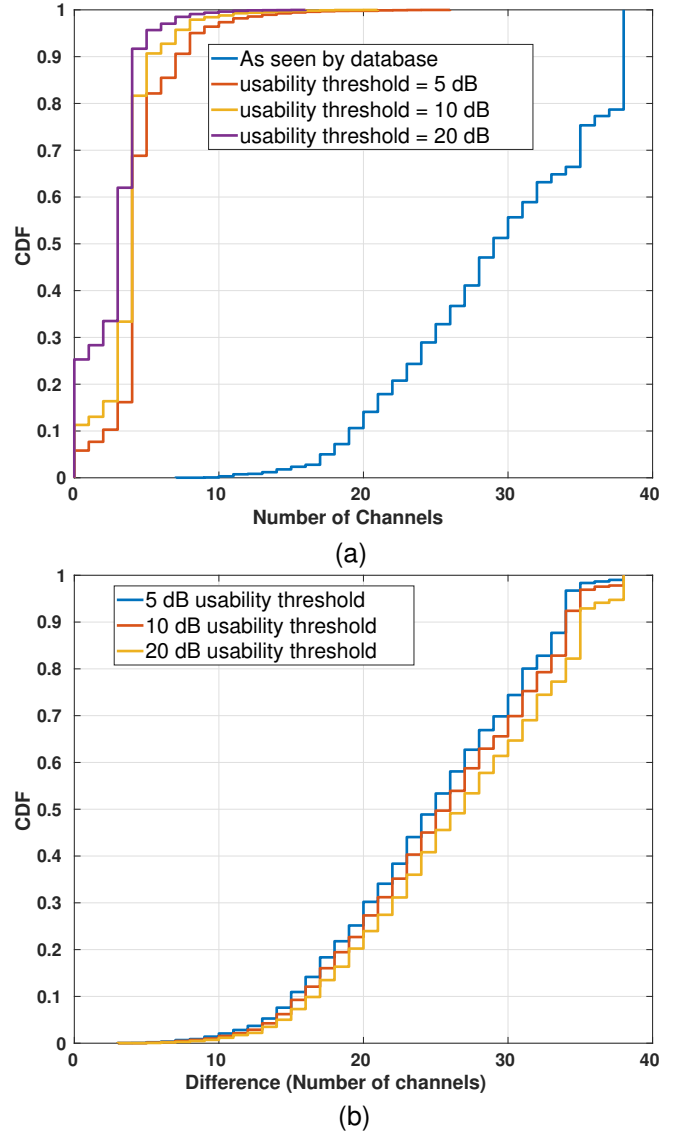 1
0.9
0.8
0.7
0.6
0.5
0.4
0.3
0.2
0.1
0
CDF
As seen by database
usability threshold = 5 dB
usability threshold = 10 dB
usability threshold = 20 dB
0 10 20 30 40
Number of Channels
(a)
1
0.9
0.8
0.7
0.6
0.5
0.4
0.3
0.2
0.1
0
CDF
5 dB usability threshold
10 dB usability threshold
20 dB usability threshold
0 10 20 30 40
Difference (Number of channels)
(b)